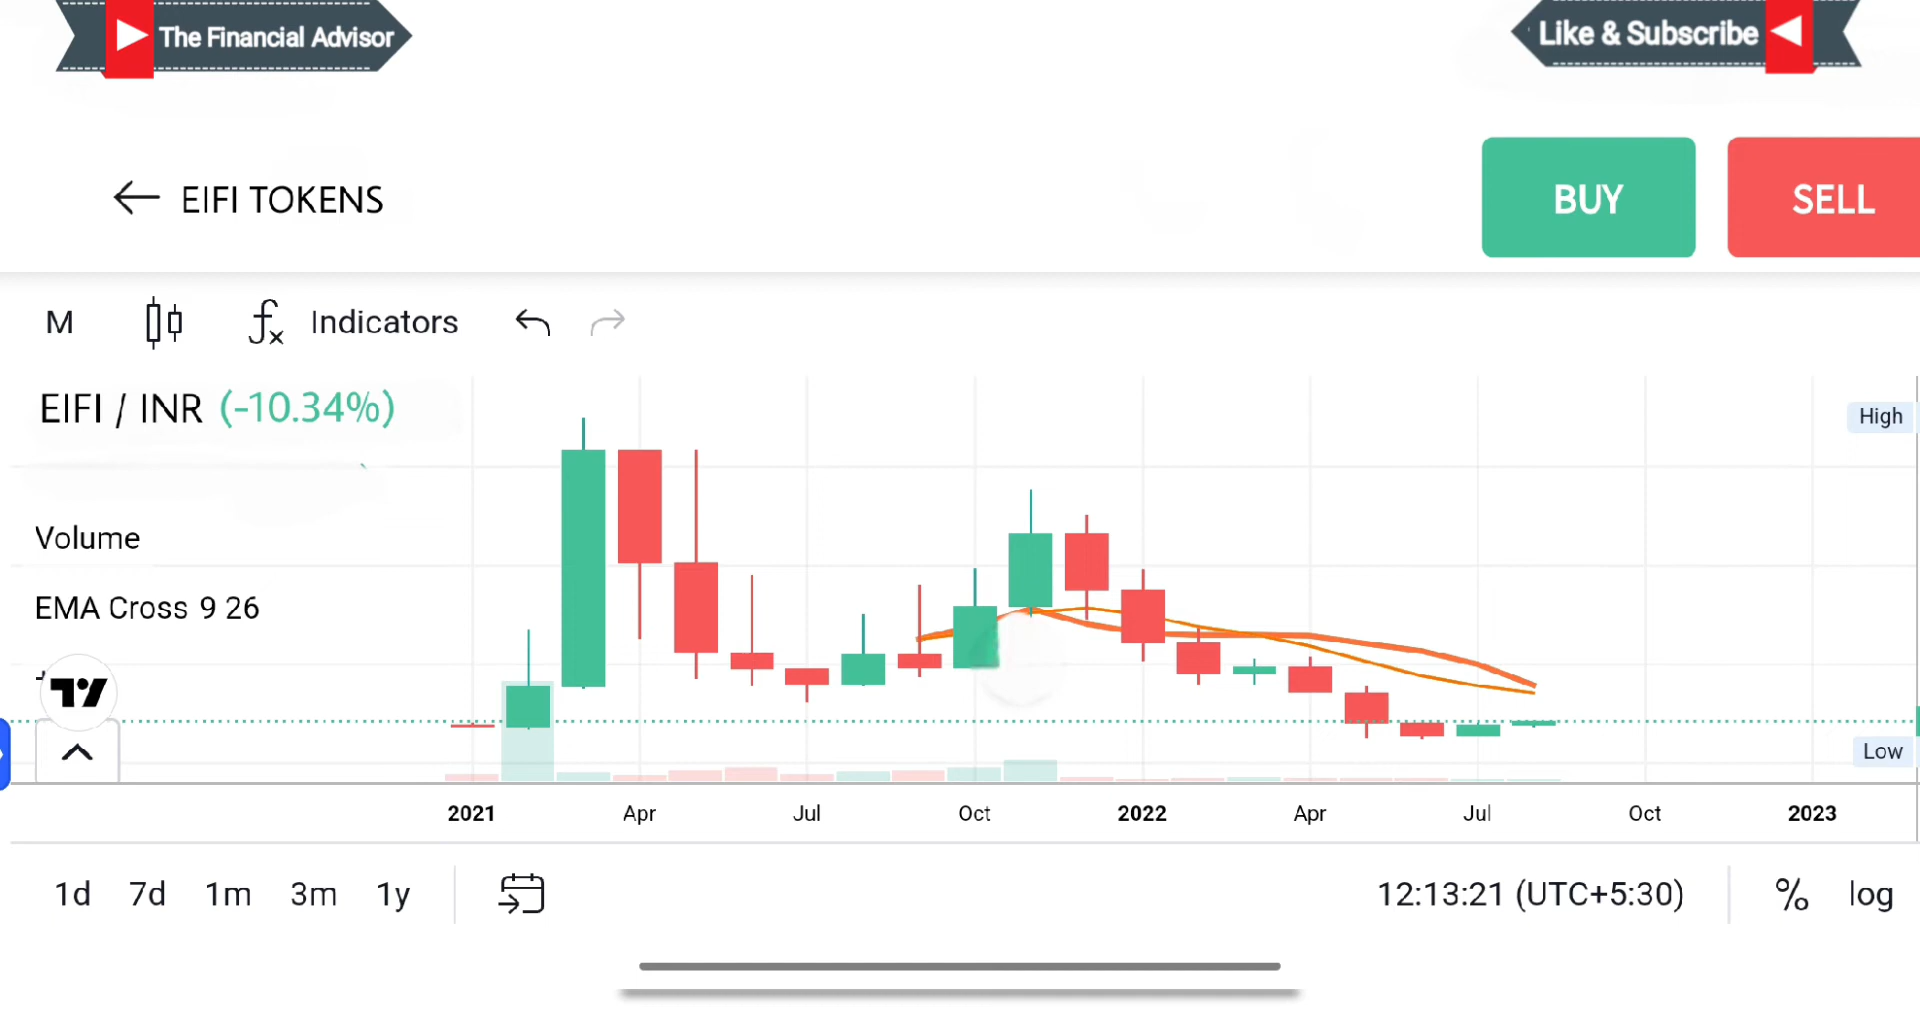 The Financial Advisor
Like & Subscribe
EIFI TOKENS
BUY
SELL
M
Indicators
EIFI / INR (-10.34%)
High
Volume
EMA Cross 9 26
Low
2021 Apr Jul Oct 2022 Apr Jul Oct 2023
1d 7d 1m 3m 1y
12:13:21 (UTC+5:30)
% log